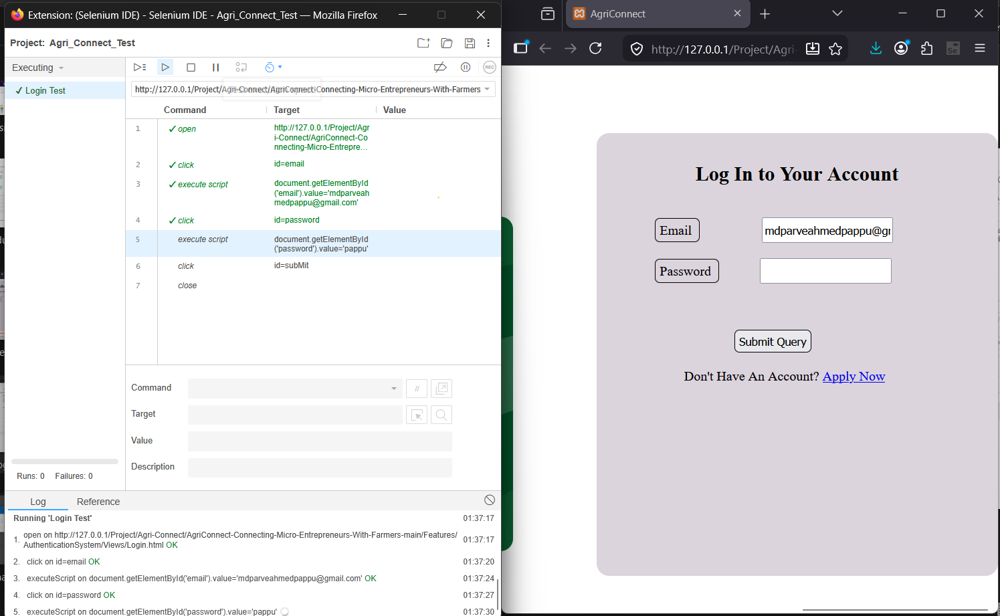 Extension: (Selenium IDE) - Selenium IDE - Agri_Connect_Test — Mozilla Firefox
Project: Agri_Connect_Test
Executing
✓ Login Test
REC
http://127.0.0.1/Project/Agri-Connect/AgriConnect-Connecting-Micro-Entrepreneurs-With-Farmers
Command Target Value
1 ✓ open http://127.0.0.1/Project/Agr
i-Connect/AgriConnect-Co
nnecting-Micro-Entrepre...
2 ✓ click id=email
3 ✓ execute script document.getElementById
('email').value='mdparveah
medpappu@gmail.com'
4 ✓ click id=password
5 execute script document.getElementById
('password').value='pappu'
6 click id=subMit
7 close
Command //
Target
Value
Description
Runs: 0 Failures: 0
Log Reference
Running 'Login Test' 01:37:17
1. open on http://127.0.0.1/Project/Agri-Connect/AgriConnect-Connecting-Micro-Entrepreneurs-With-Farmers-main/Features/
AuthenticationSystem/Views/Login.html OK 01:37:17
2. click on id=email OK 01:37:20
3. executeScript on document.getElementById('email').value='mdparveahmedpappu@gmail.com' OK 01:37:24
4. click on id=password OK 01:37:27
5. executeScript on document.getElementById('password').value='pappu' 01:37:30
AgriConnect
http://127.0.0.1/Project/Agri-
Se
Log In to Your Account
Email mdparveahmedpappu@gr
Password
Submit Query
Don't Have An Account? Apply Now